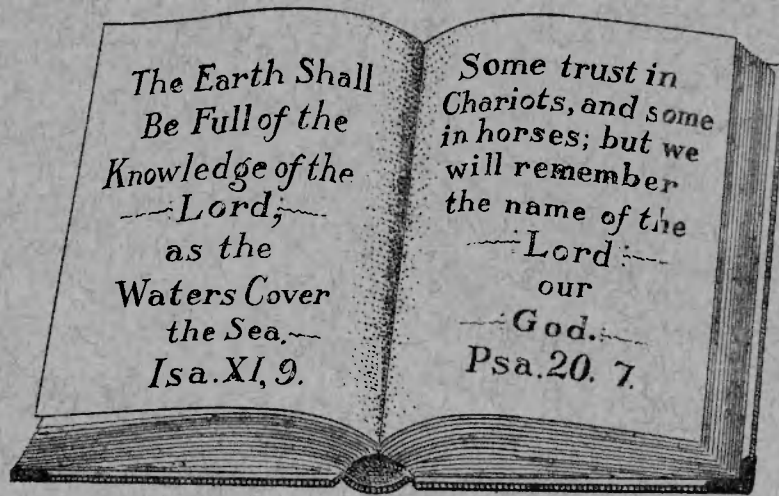 The Earth Shall
Be Full of the
Knowledge of the
Lord;
as the
Waters Cover
the Sea.
Isa. XI, 9.
Some trust in
Chariots, and some
in horses; but we
will remember
the name of the
Lord
our
God.
Psa. 20. 7.